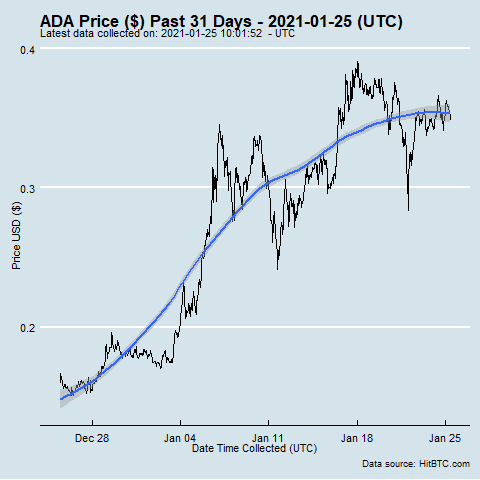 ADA Price ($) Past 31 Days - 2021-01-25 (UTC)
Latest data collected on: 2021-01-25 10:01:52 - UTC
0.4
0.3
0.2
Price USD ($)
Dec 28
Jan 04
Jan 11
Jan 18
Jan 25
Date Time Collected (UTC)
Data source: HitBTC.com